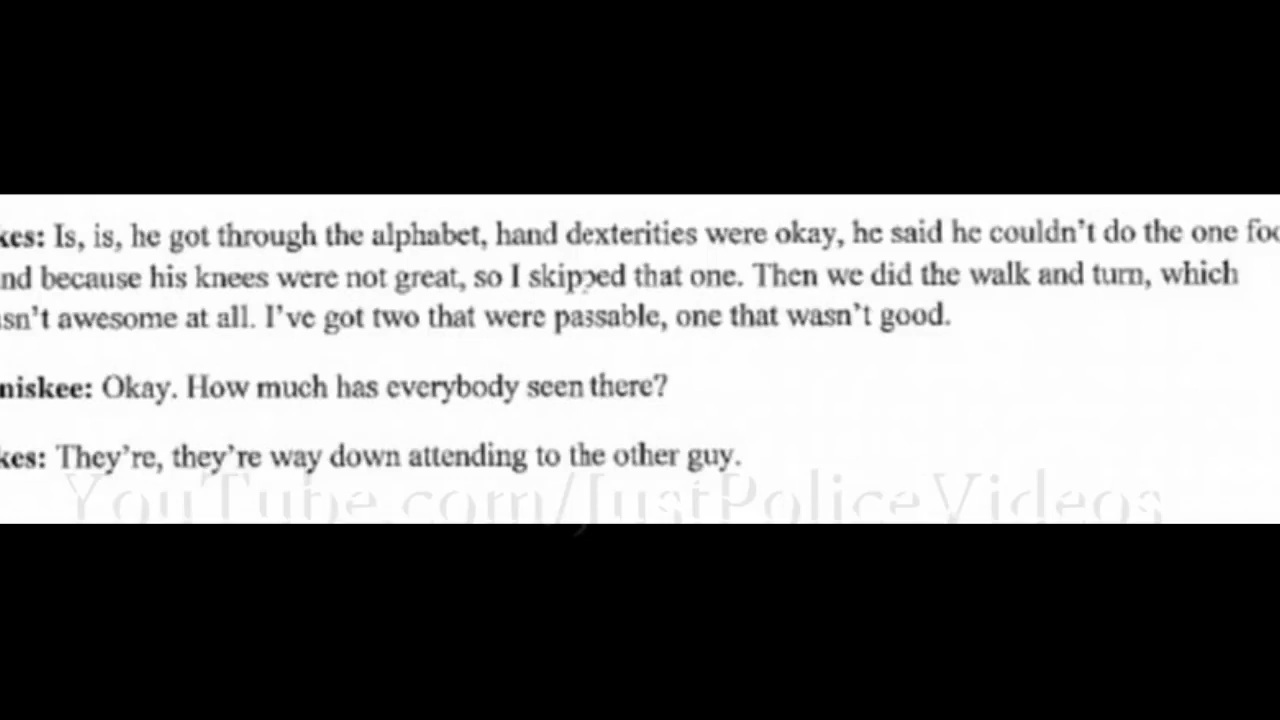 kes: Is, is, he got through the alphabet, hand dexterities were okay, he said he couldn't do the one foo
nd because his knees were not great, so I skipped that one. Then we did the walk and turn, which
sn't awesome at all. I've got two that were passable, one that wasn't good.
niskee: Okay. How much has everybody seen there?
kes: They're, they're way down attending to the other guy.
YouTube.com/JustPoliceVideos